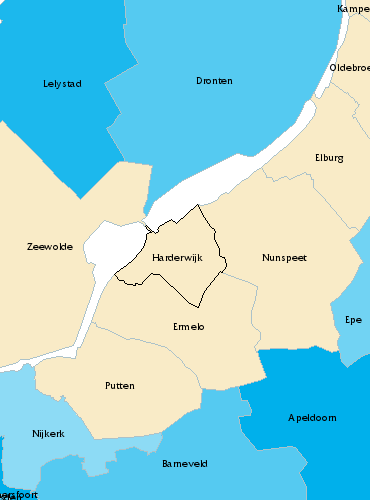 Kampe
Lelystad
Dronten
Oldebroe
Elburg
Zeewolde
Harderwijk
Nunspeet
Epe
Ermelo
Putten
Apeldoorn
Nijkerk
Barneveld
ersfoort